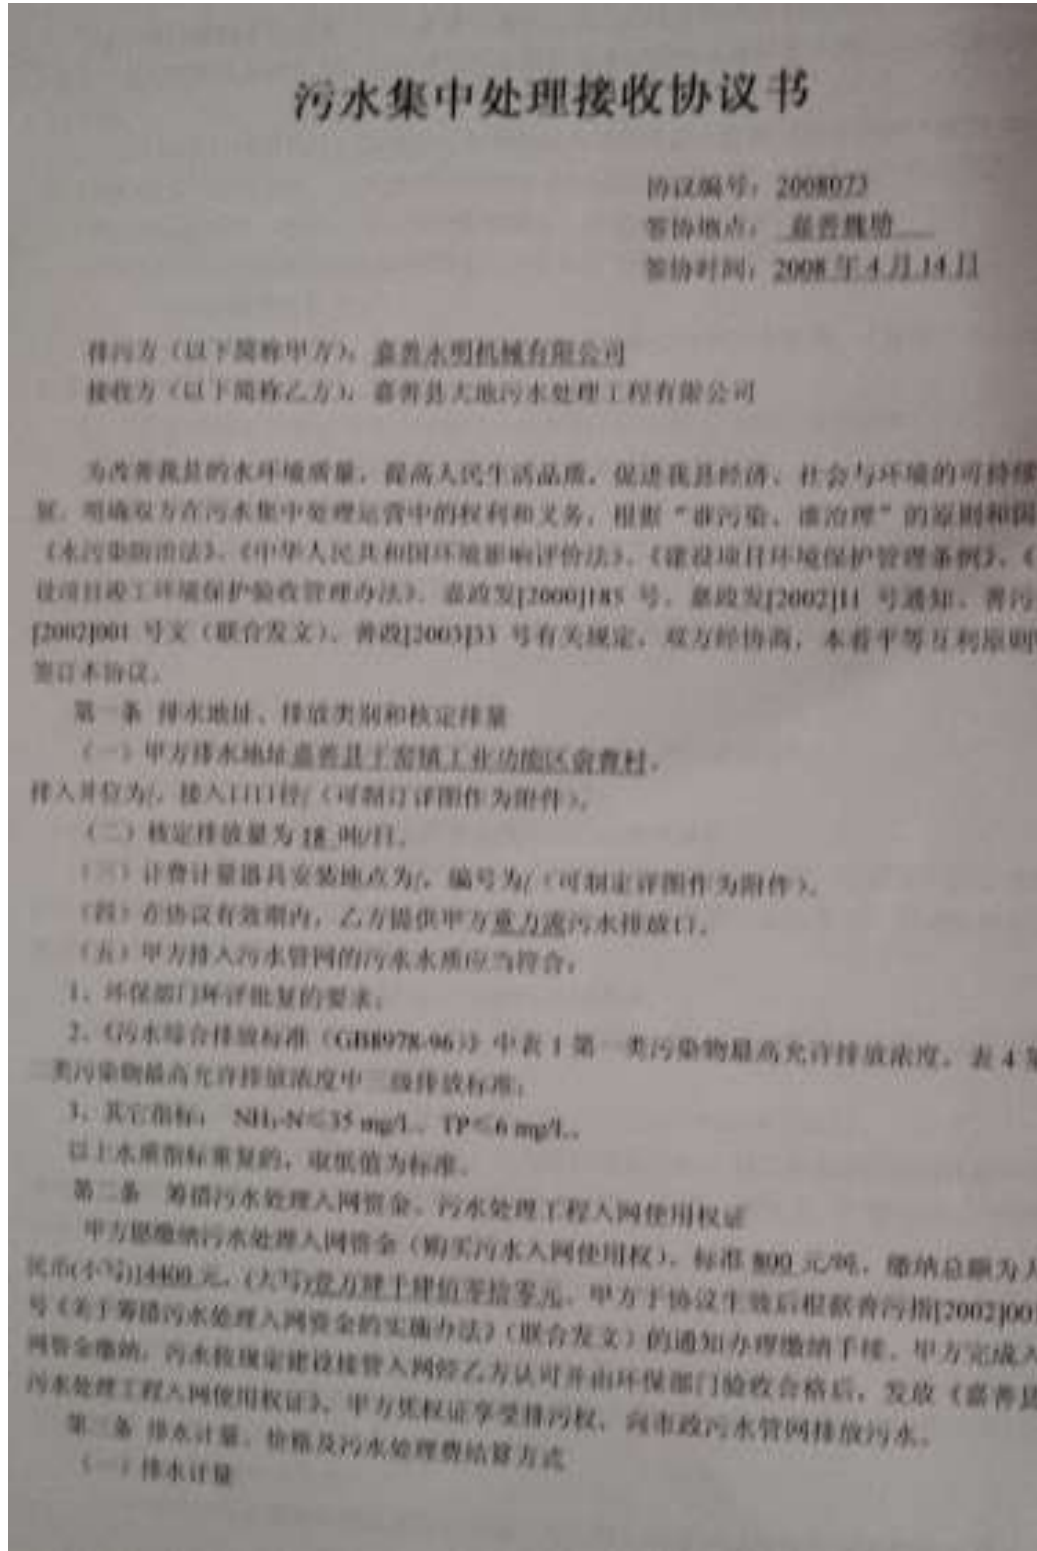 污水集中处理接收协议书
协议编号：2008073
签协地点：嘉善魏塘
签协时间：2008年4月14日
排污方（以下简称甲方）：嘉善永明机械有限公司
接收方（以下简称乙方）：嘉善县大地污水处理工程有限公司
为改善我县的水环境质量，提高人民生活品质，促进我县经济、社会与环境的可持续
展，明确双方在污水集中处理运营中的权利和义务，根据“谁污染、谁治理”的原则和国
《水污染防治法》、《中华人民共和国环境影响评价法》、《建设项目环境保护管理条例》、《
设项目竣工环境保护验收管理办法》、嘉政发[2000]185 号、嘉政发[2002]11 号通知、善污
[2002]001 号文（联合发文）、善政[2003]33 号有关规定，双方经协商，本着平等互利原则
签订本协议。
第一条 排水地址、排放类别和核定排量
（一）甲方排水地址嘉善县干窑镇工业功能区俞曹村，
排入井位为/，接入口口径/（可制订详图作为附件）。
（二）核定排放量为 18 吨/日。
（三）计费计量器具安装地点为/，编号为/（可制定详图作为附件）。
（四）在协议有效期内，乙方提供甲方重力流污水排放口。
（五）甲方排入污水管网的污水水质应当符合：
1、环保部门环评批复的要求；
2、《污水综合排放标准（GB8978-96）》中表 1 第一类污染物最高允许排放浓度，表 4 第
二类污染物最高允许排放浓度中三级排放标准；
3、其它指标： NH₃-N≤35 mg/L、TP≤6 mg/L。
以上水质指标重复的，取低值为标准。
第二条 筹措污水处理入网资金、污水处理工程入网使用权证
甲方愿缴纳污水处理入网资金（购买污水入网使用权），标准 800 元/吨，缴纳总额为人
民币(小写)14400 元，(大写)壹万肆千肆佰零拾零元。甲方于协议生效后根据善污指[2002]001
号《关于筹措污水处理入网资金的实施办法》（联合发文）的通知办理缴纳手续。甲方完成入
网资金缴纳，污水按规定建设接管入网经乙方认可并由环保部门验收合格后，发放《嘉善县
污水处理工程入网使用权证》，甲方凭权证享受排污权，向市政污水管网排放污水。
第三条 排水计量、价格及污水处理费结算方式
（一）排水计量